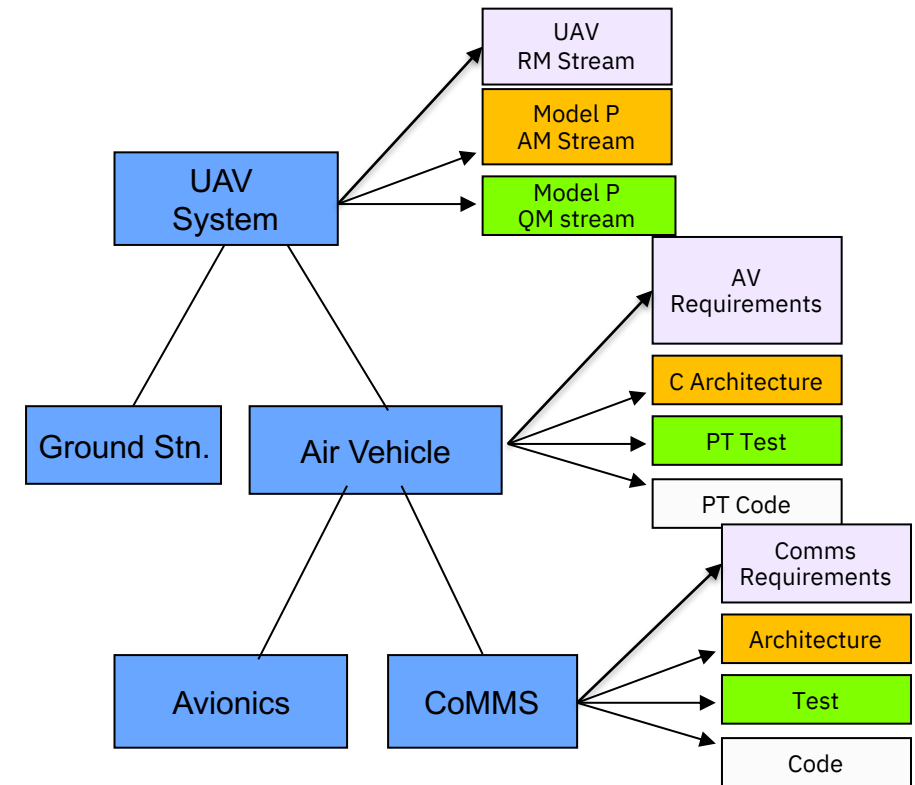 UAV
RM Stream
Model P
AM Stream
UAV
System
Model P
QM stream
AV
Requirements
C Architecture
Ground Stn.
Air Vehicle
PT Test
PT Code
Comms
Requirements
Architecture
Avionics
CoMMS
Test
Code